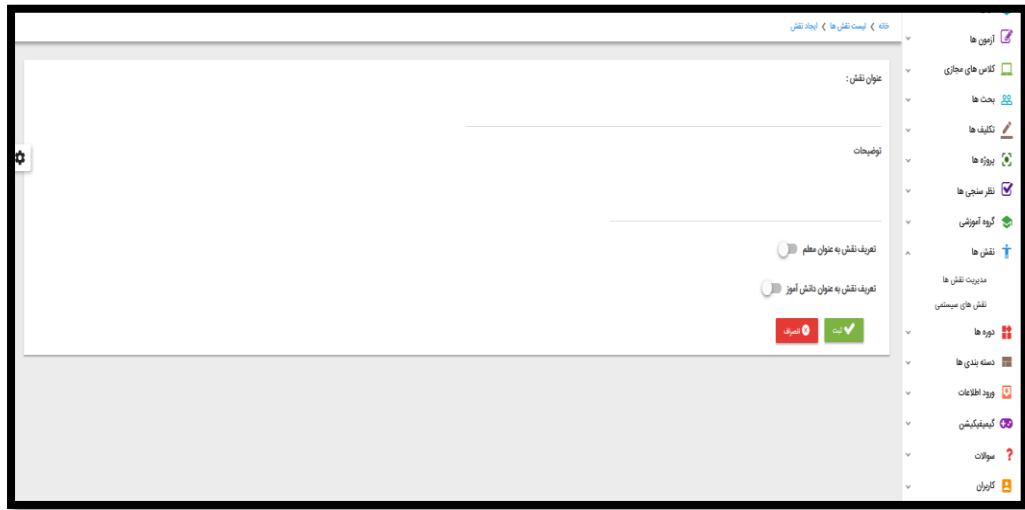 خانه ❯ لیست نقش ها ❯ ایجاد نقش
عنوان نقش :
توضیحات
تعریف نقش به عنوان معلم
تعریف نقش به عنوان دانش آموز
ثبت
انصراف
آزمون ها
کلاس های مجازی
بحث ها
تکلیف ها
پروژه ها
نظر سنجی ها
گروه آموزشی
نقش ها
مدیریت نقش ها
نقش های سیستمی
دوره ها
دسته بندی ها
ورود اطلاعات
گیمیفیکیشن
سوالات
کاربران